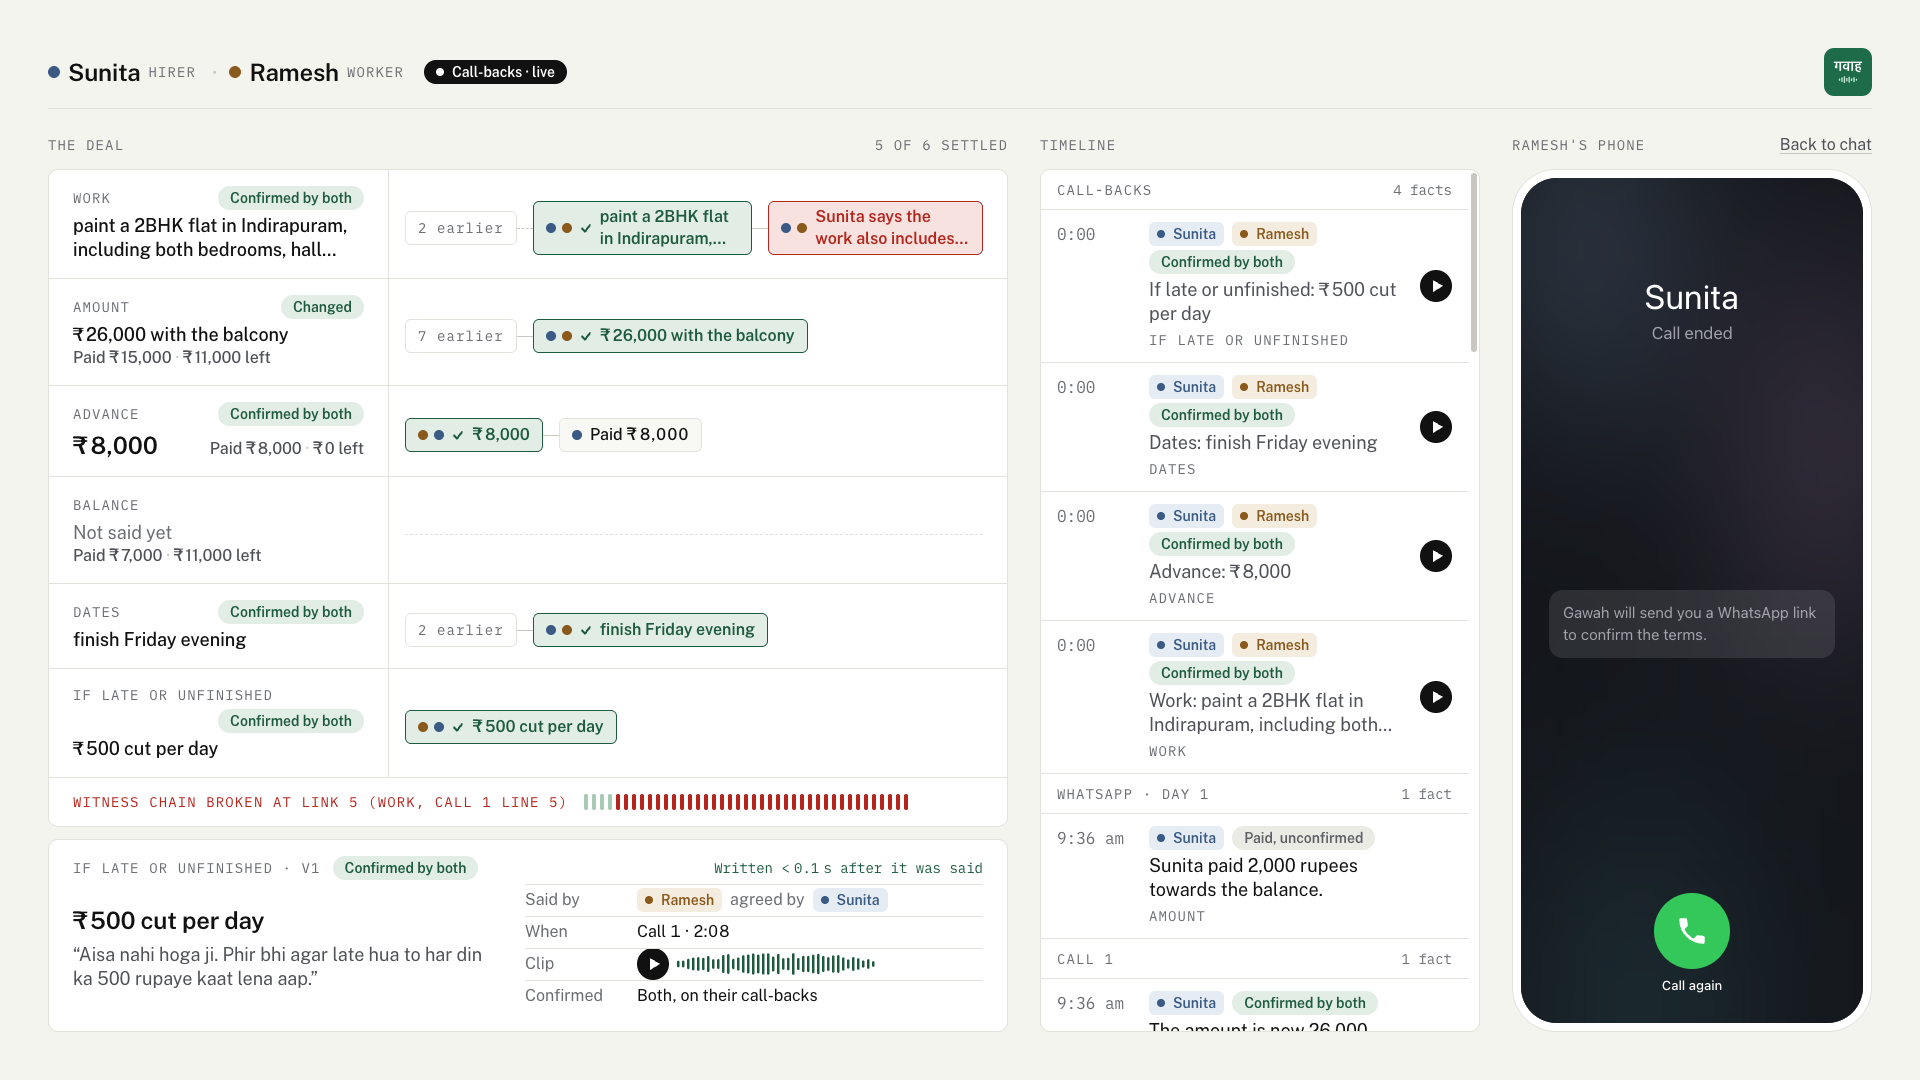 Sunita HIRER · Ramesh WORKER Call-backs · live
गवाह
THE DEAL 5 OF 6 SETTLED
WORK Confirmed by both
paint a 2BHK flat in Indirapuram,
including both bedrooms, hall…
2 earlier
paint a 2BHK flat
in Indirapuram,…
Sunita says the
work also includes…
AMOUNT Changed
₹26,000 with the balcony
Paid ₹15,000 · ₹11,000 left
7 earlier
₹26,000 with the balcony
ADVANCE Confirmed by both
₹8,000 Paid ₹8,000 · ₹0 left
₹8,000
Paid ₹8,000
BALANCE
Not said yet
Paid ₹7,000 · ₹11,000 left
DATES Confirmed by both
finish Friday evening
2 earlier
finish Friday evening
IF LATE OR UNFINISHED
Confirmed by both
₹500 cut per day
₹500 cut per day
WITNESS CHAIN BROKEN AT LINK 5 (WORK, CALL 1 LINE 5)
IF LATE OR UNFINISHED · V1 Confirmed by both
₹500 cut per day
“Aisa nahi hoga ji. Phir bhi agar late hua to har din
ka 500 rupaye kaat lena aap.”
Written <0.1 s after it was said
Said by Ramesh agreed by Sunita
When Call 1 · 2:08
Clip
Confirmed Both, on their call-backs
TIMELINE
CALL-BACKS 4 facts
0:00 Sunita Ramesh
Confirmed by both
If late or unfinished: ₹500 cut
per day
IF LATE OR UNFINISHED
0:00 Sunita Ramesh
Confirmed by both
Dates: finish Friday evening
DATES
0:00 Sunita Ramesh
Confirmed by both
Advance: ₹8,000
ADVANCE
0:00 Sunita Ramesh
Confirmed by both
Work: paint a 2BHK flat in
Indirapuram, including both…
WORK
WHATSAPP · DAY 1 1 fact
9:36 am Sunita Paid, unconfirmed
Sunita paid 2,000 rupees
towards the balance.
AMOUNT
CALL 1 1 fact
9:36 am Sunita Confirmed by both
The amount is now 26,000
RAMESH'S PHONE Back to chat
Sunita
Call ended
Gawah will send you a WhatsApp link
to confirm the terms.
Call again